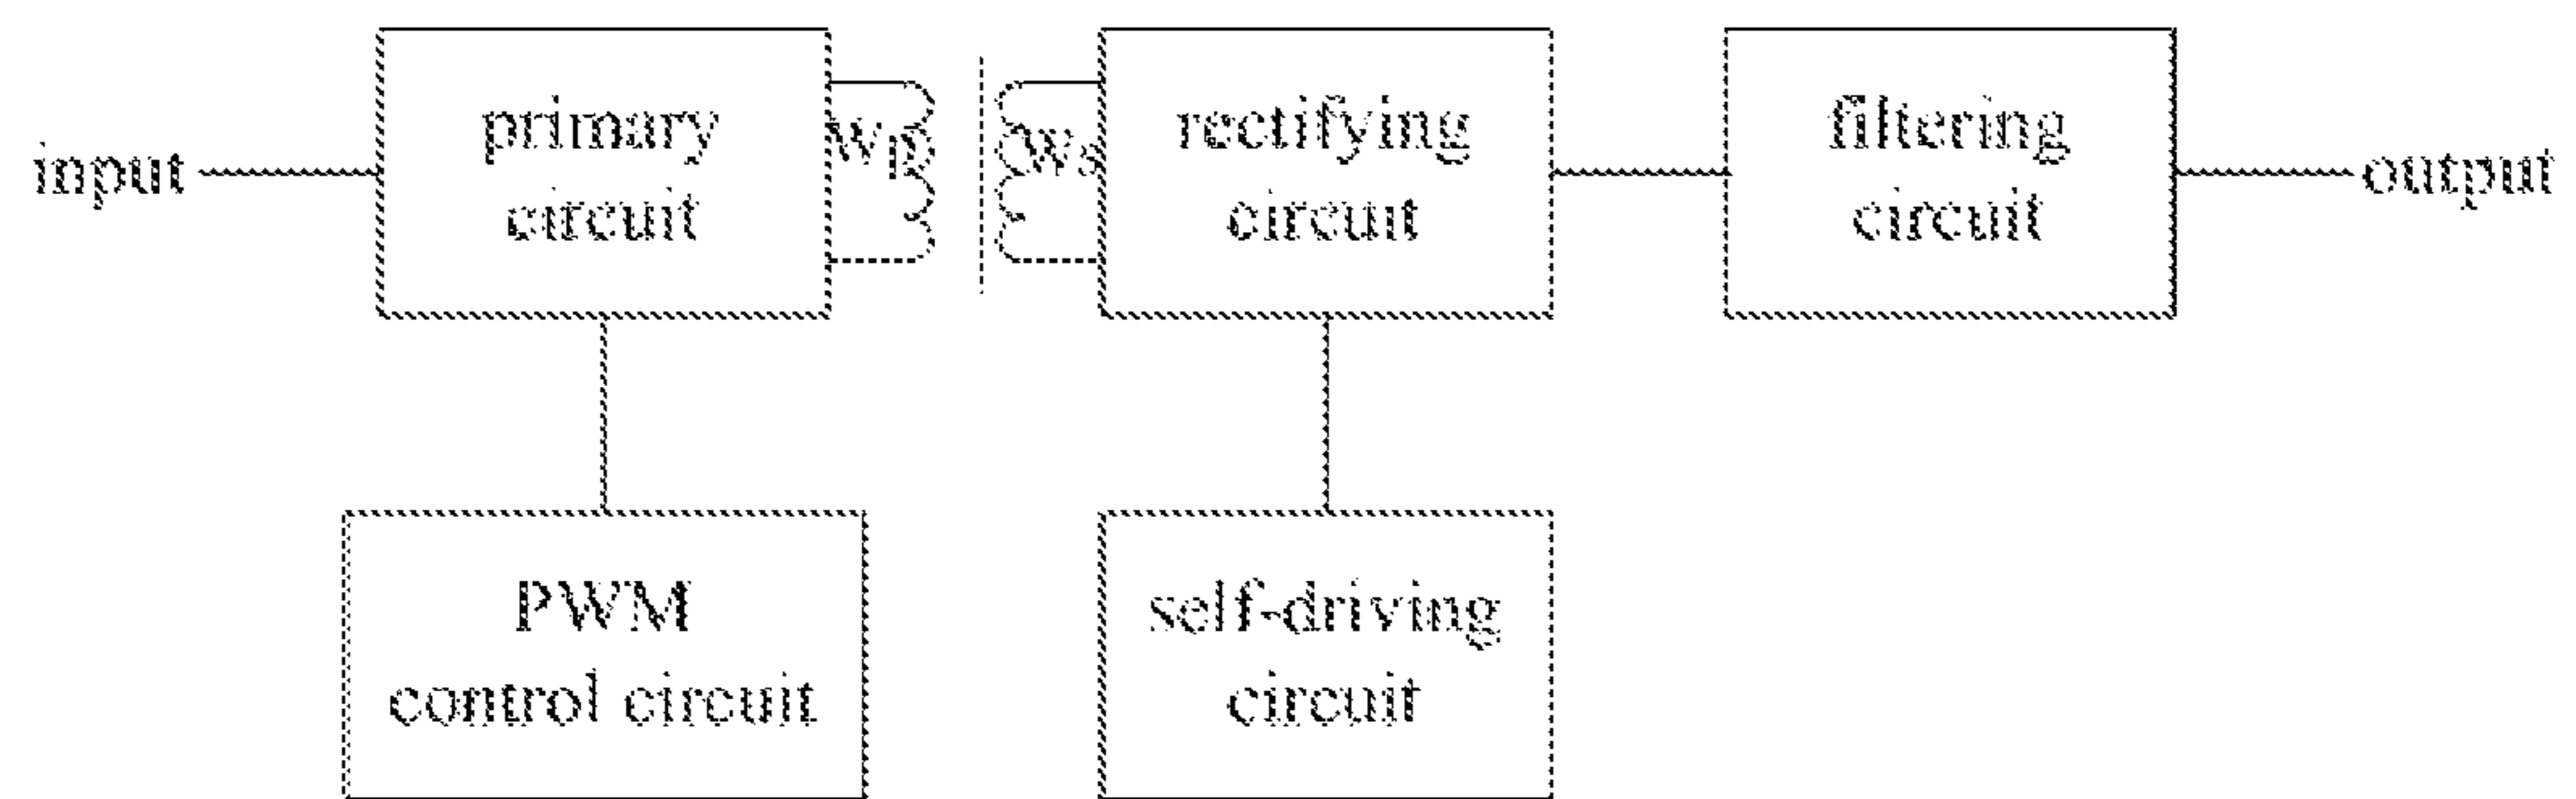 input
primary
circuit
Wp
Ws
rectifying
circuit
filtering
circuit
output
PWM
control circuit
self-driving
circuit